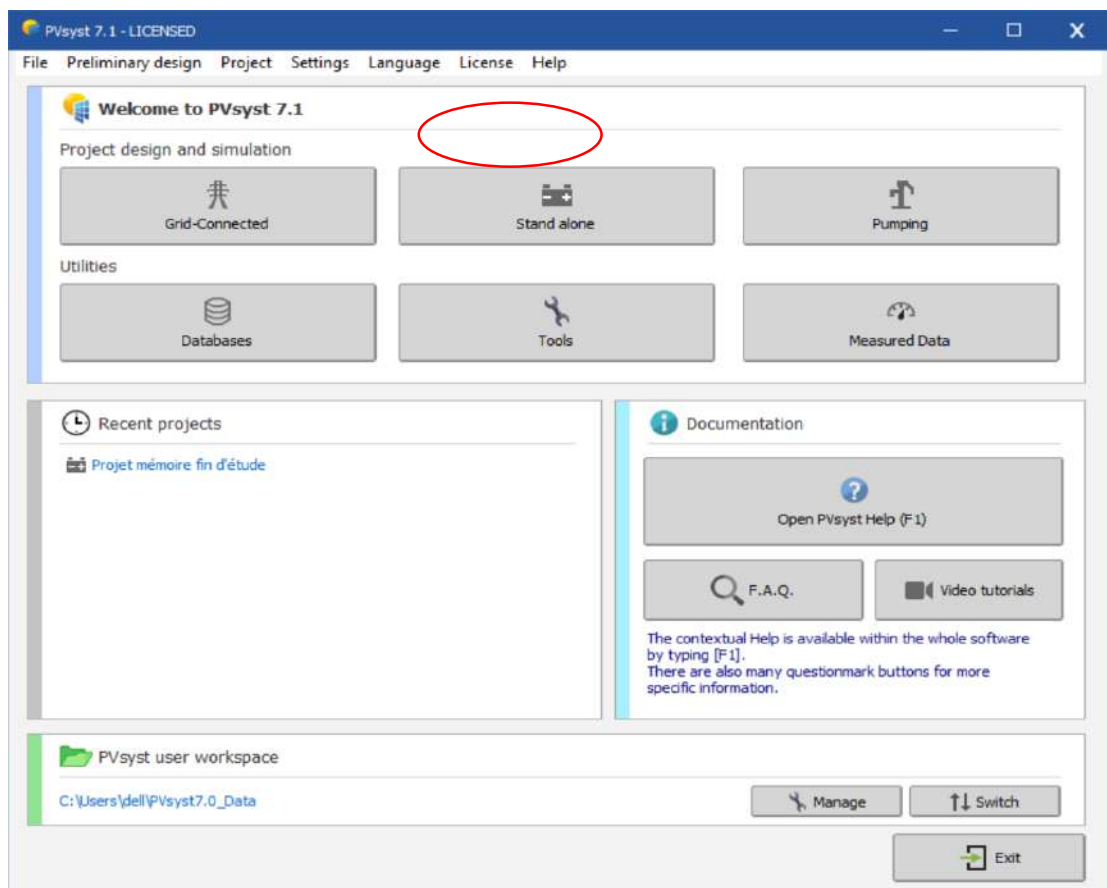 PVsyst 7.1 - LICENSED
File Preliminary design Project Settings Language License Help
Welcome to PVsyst 7.1
Project design and simulation
Grid-Connected
Stand alone
Pumping
Utilities
Databases
Tools
Measured Data
Recent projects
Projet mémoire fin d'étude
Documentation
Open PVsyst Help (F1)
F.A.Q.
Video tutorials
The contextual Help is available within the whole software
by typing [F1].
There are also many questionmark buttons for more
specific information.
PVsyst user workspace
C:\Users\dell\PVsyst7.0_Data
Manage
Switch
Exit